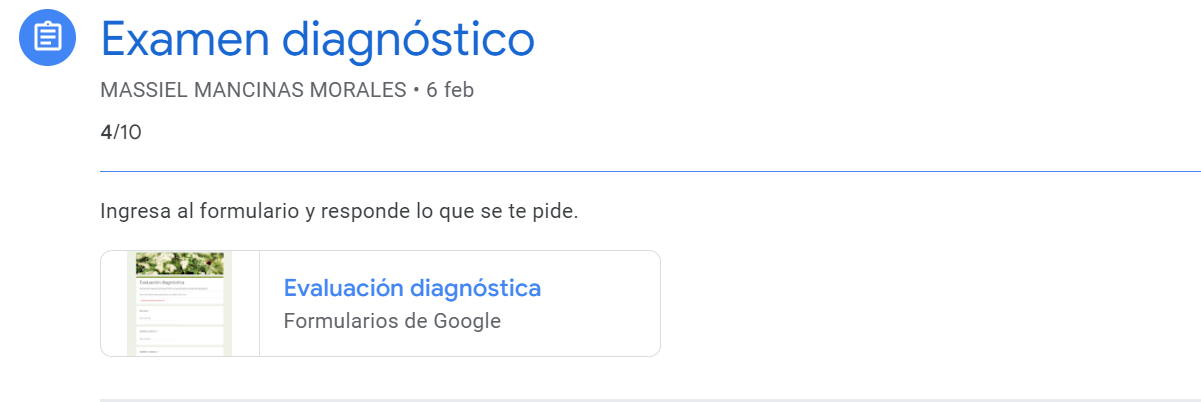 Examen diagnóstico
MASSIEL MANCINAS MORALES • 6 feb
4/10
Ingresa al formulario y responde lo que se te pide.
Evaluación diagnóstica
Evaluación diagnóstica
Formularios de Google